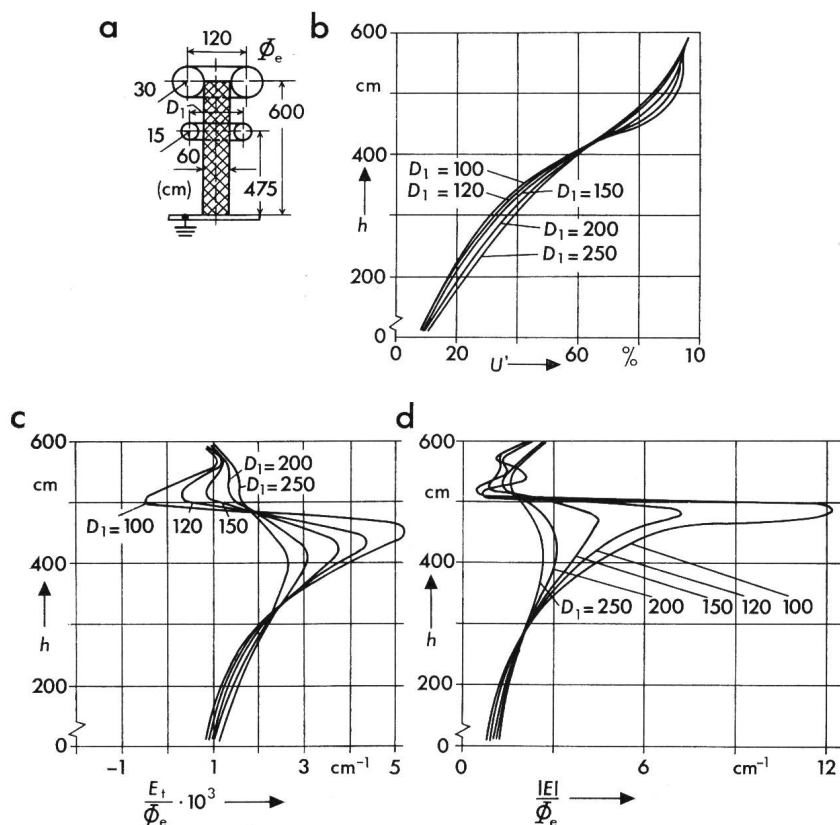 a
120
Φe
30
D1
600
15
60
(cm)
475
b
600
cm
400
D1 = 100
D1 = 120
D1 = 150
h
D1 = 200
200
D1 = 250
0
0 20 60 % 10
U'
c
600
D1 = 200
cm
D1 = 250
D1 = 100 120 150
400
h
200
0
−1 1 3 cm⁻¹ 5
Et/Φe · 10³
d
600
cm
400
D1 = 250 200 150 120 100
h
200
0
0 3 6 cm⁻¹ 12
|E|/Φe